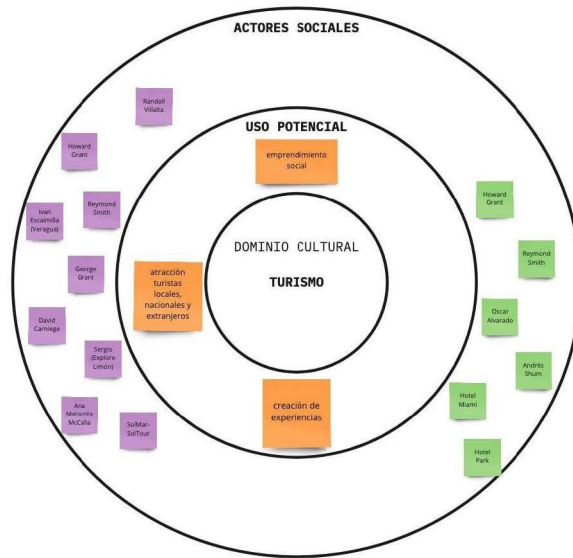 ACTORES SOCIALES
Randall
Villalta
Howard
Grant
Reymond
Smith
Ivan
Escalmilla
(Veragua)
George
Grant
David
Carniege
Sergio
(Explore
Limón)
Ana
Matarrita
McCalla
SolMar-
SolTour
USO POTENCIAL
emprendimiento
social
atracción
turistas
locales,
nacionales y
extranjeros
creación de
experiencias
DOMINIO CULTURAL
TURISMO
Howard
Grant
Reymond
Smith
Oscar
Alvarado
Andrés
Shum
Hotel
Miami
Hotel
Park